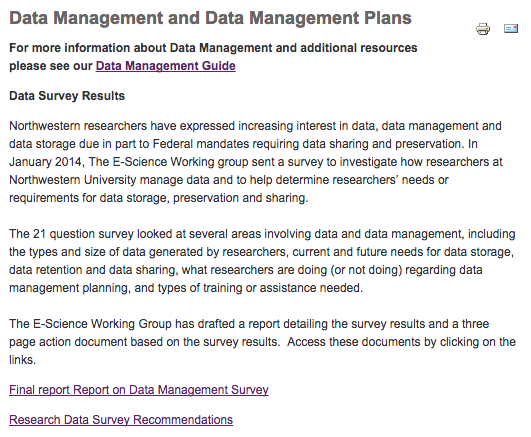 Data Management and Data Management Plans
For more information about Data Management and additional resources
please see our Data Management Guide
Data Survey Results
Northwestern researchers have expressed increasing interest in data, data management and
data storage due in part to Federal mandates requiring data sharing and preservation. In
January 2014, The E-Science Working group sent a survey to investigate how researchers at
Northwestern University manage data and to help determine researchers’ needs or
requirements for data storage, preservation and sharing.
The 21 question survey looked at several areas involving data and data management, including
the types and size of data generated by researchers, current and future needs for data storage,
data retention and data sharing, what researchers are doing (or not doing) regarding data
management planning, and types of training or assistance needed.
The E-Science Working Group has drafted a report detailing the survey results and a three
page action document based on the survey results.  Access these documents by clicking on the
links.
Final report Report on Data Management Survey
Research Data Survey Recommendations